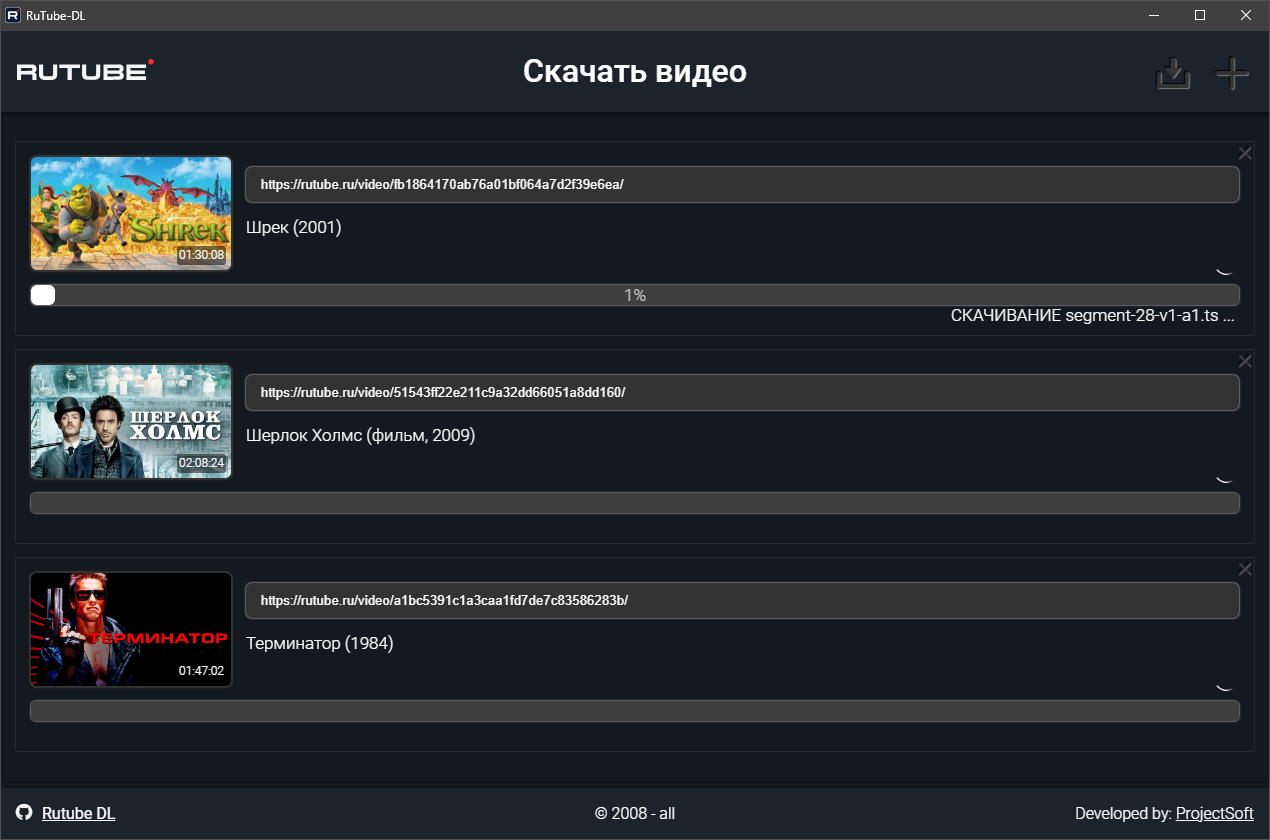 RuTube-DL
RUTUBE
Скачать видео
SHREK
01:30:08
https://rutube.ru/video/fb1864170ab76a01bf064a7d2f39e6ea/
Шрек (2001)
1%
СКАЧИВАНИЕ segment-28-v1-a1.ts ...
ШЕРЛОК
ХОЛМС
02:08:24
https://rutube.ru/video/51543ff22e211c9a32dd66051a8dd160/
Шерлок Холмс (фильм, 2009)
ТЕРМИНАТОР
01:47:02
https://rutube.ru/video/a1bc5391c1a3caa1fd7de7c83586283b/
Терминатор (1984)
Rutube DL
© 2008 - all
Developed by: ProjectSoft